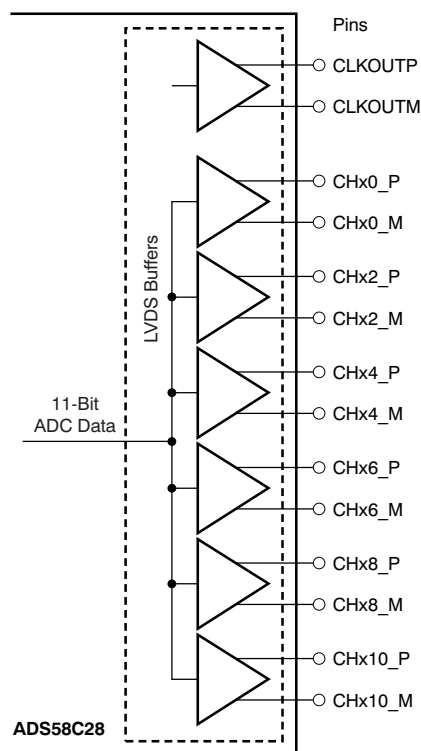 Pins
CLKOUTP
CLKOUTM
CHx0_P
CHx0_M
LVDS Buffers
CHx2_P
CHx2_M
CHx4_P
11-Bit
ADC Data
CHx4_M
CHx6_P
CHx6_M
CHx8_P
CHx8_M
CHx10_P
CHx10_M
ADS58C28